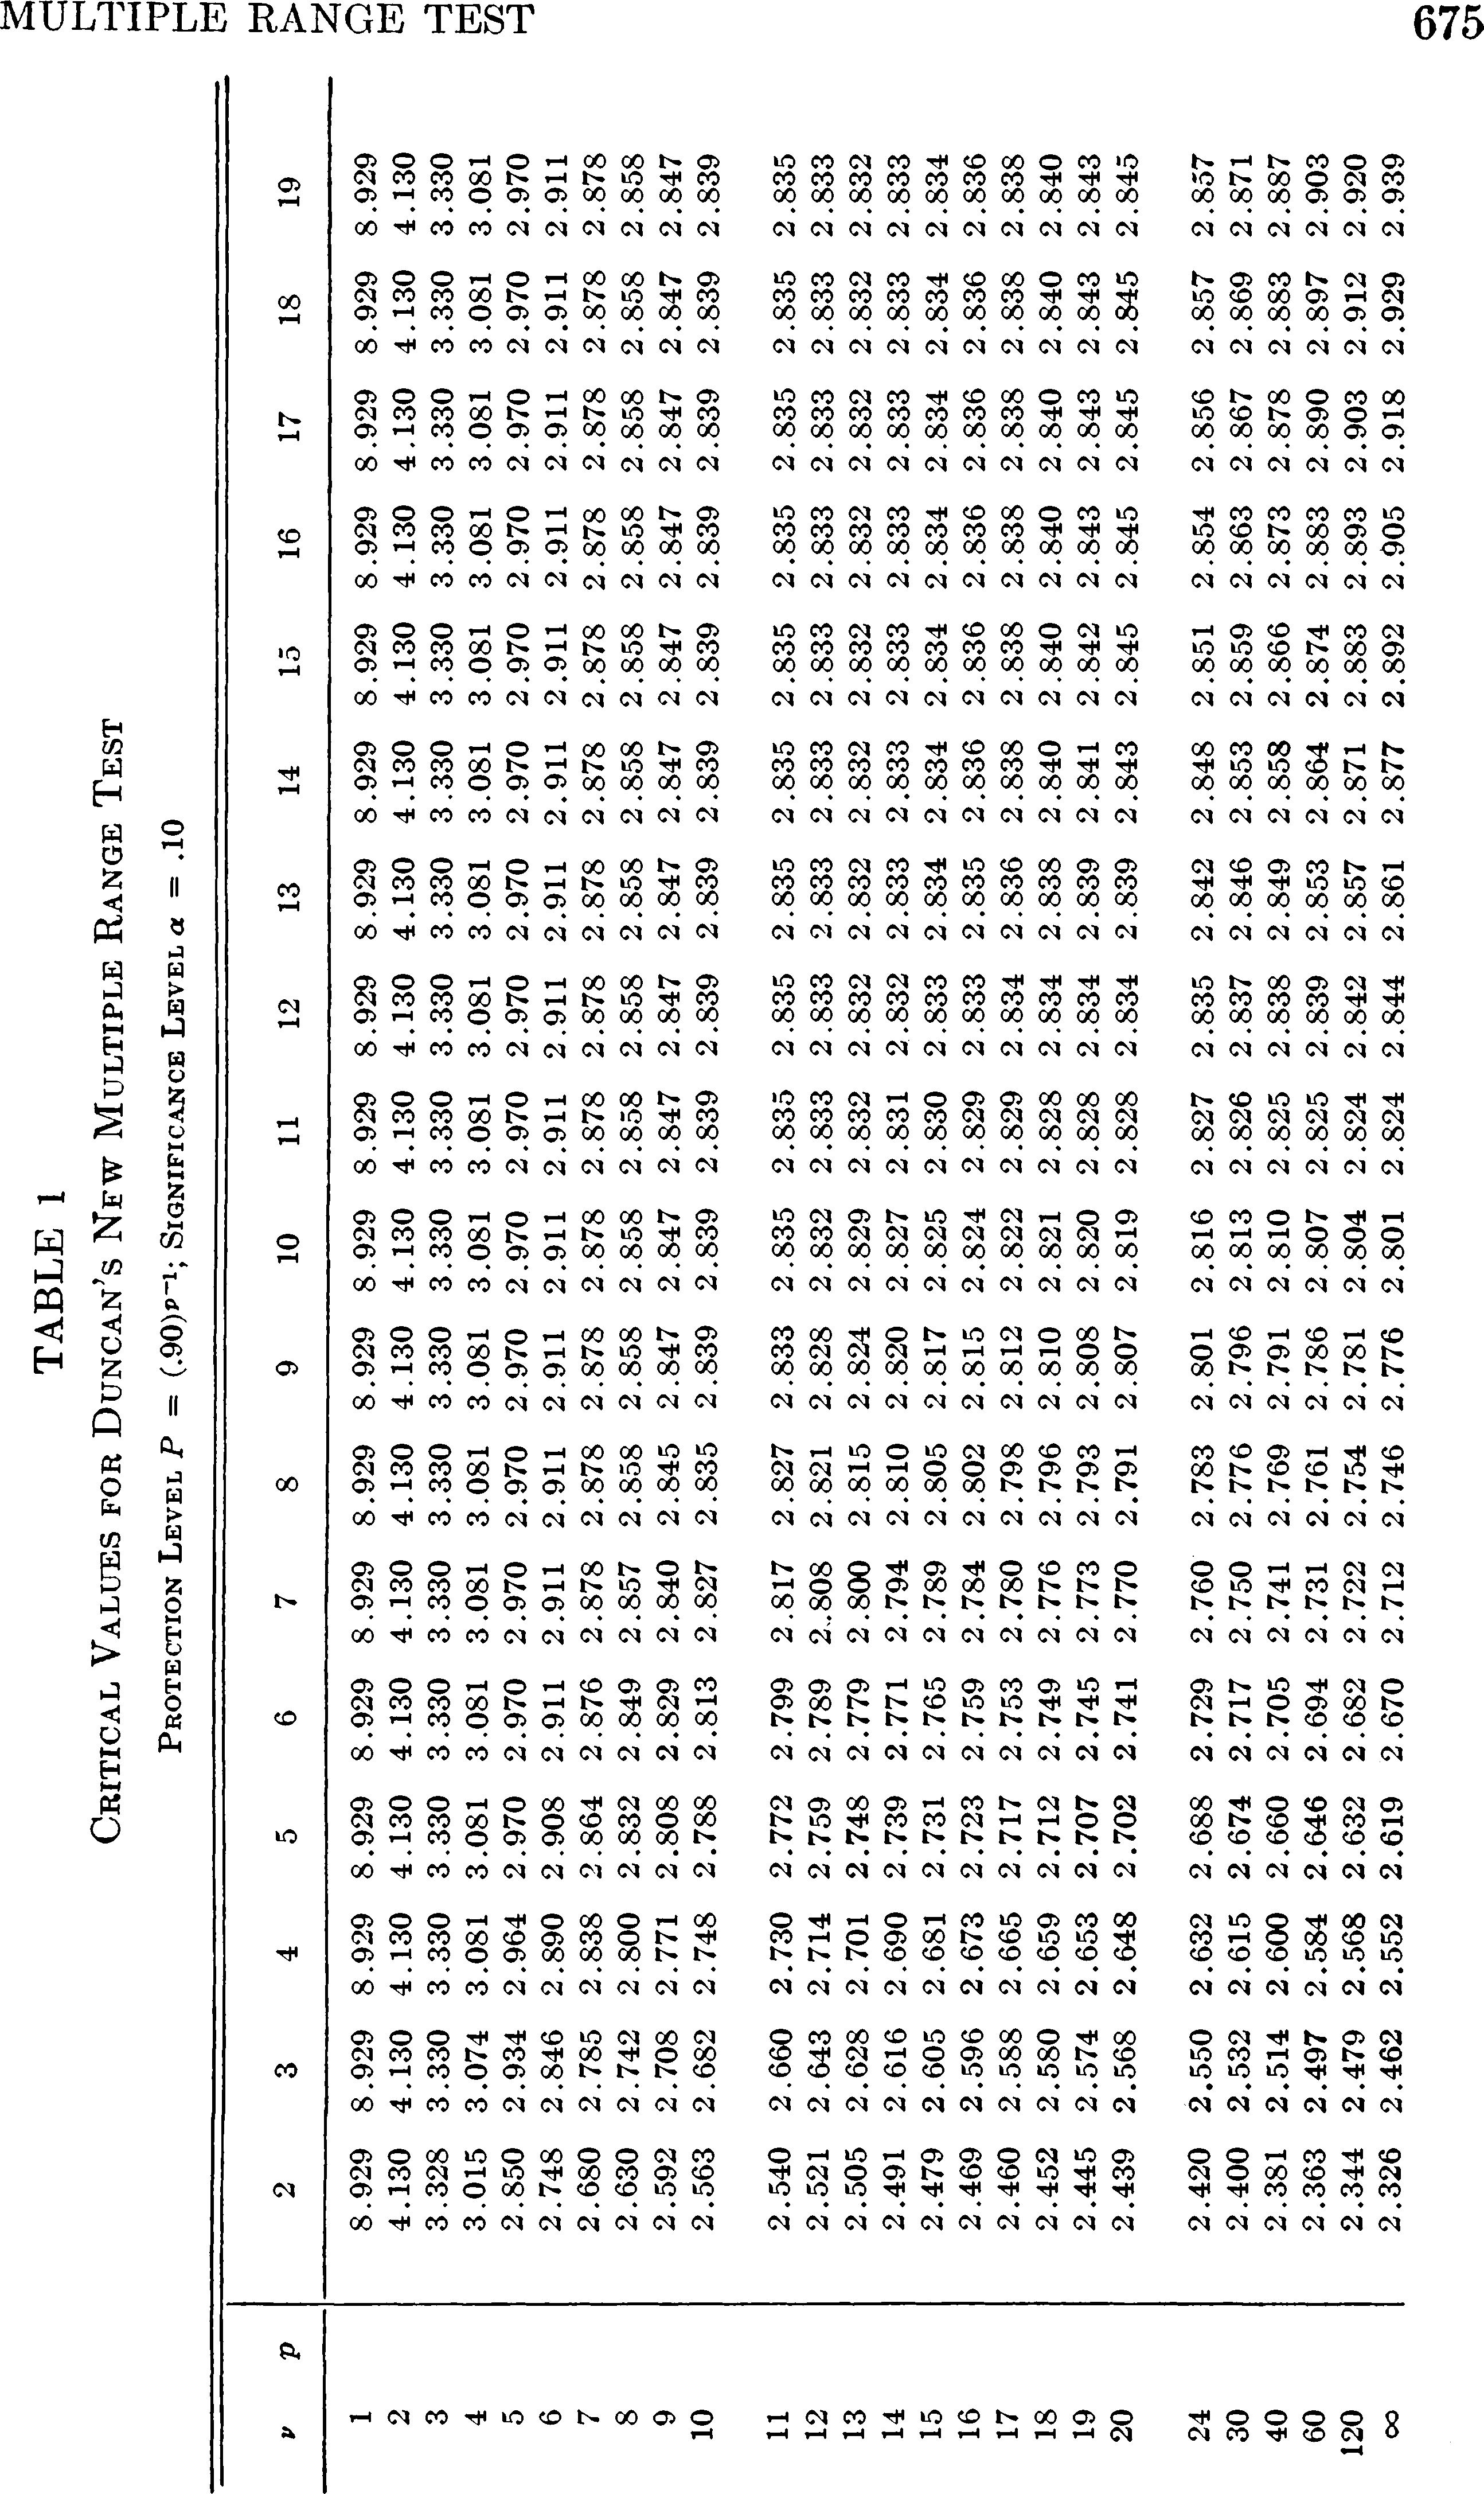 MULTIPLE RANGE TEST 675
TABLE 1
CRITICAL VALUES FOR DUNCAN'S NEW MULTIPLE RANGE TEST
PROTECTION LEVEL P = (.90)^{p-1}; SIGNIFICANCE LEVEL α = .10
ν p 2 3 4 5 6 7 8 9 10 11 12 13 14 15 16 17 18 19
1 8.929 8.929 8.929 8.929 8.929 8.929 8.929 8.929 8.929 8.929 8.929 8.929 8.929 8.929 8.929 8.929 8.929 8.929
2 4.130 4.130 4.130 4.130 4.130 4.130 4.130 4.130 4.130 4.130 4.130 4.130 4.130 4.130 4.130 4.130 4.130 4.130
3 3.328 3.330 3.330 3.330 3.330 3.330 3.330 3.330 3.330 3.330 3.330 3.330 3.330 3.330 3.330 3.330 3.330 3.330
4 3.015 3.074 3.081 3.081 3.081 3.081 3.081 3.081 3.081 3.081 3.081 3.081 3.081 3.081 3.081 3.081 3.081 3.081
5 2.850 2.934 2.964 2.970 2.970 2.970 2.970 2.970 2.970 2.970 2.970 2.970 2.970 2.970 2.970 2.970 2.970 2.970
6 2.748 2.846 2.890 2.908 2.911 2.911 2.911 2.911 2.911 2.911 2.911 2.911 2.911 2.911 2.911 2.911 2.911 2.911
7 2.680 2.785 2.838 2.864 2.876 2.878 2.878 2.878 2.878 2.878 2.878 2.878 2.878 2.878 2.878 2.878 2.878 2.878
8 2.630 2.742 2.800 2.832 2.849 2.857 2.858 2.858 2.858 2.858 2.858 2.858 2.858 2.858 2.858 2.858 2.858 2.858
9 2.592 2.708 2.771 2.808 2.829 2.840 2.845 2.847 2.847 2.847 2.847 2.847 2.847 2.847 2.847 2.847 2.847 2.847
10 2.563 2.682 2.748 2.788 2.813 2.827 2.835 2.839 2.839 2.839 2.839 2.839 2.839 2.839 2.839 2.839 2.839 2.839
11 2.540 2.660 2.730 2.772 2.799 2.817 2.827 2.833 2.835 2.835 2.835 2.835 2.835 2.835 2.835 2.835 2.835 2.835
12 2.521 2.643 2.714 2.759 2.789 2.808 2.821 2.828 2.832 2.833 2.833 2.833 2.833 2.833 2.833 2.833 2.833 2.833
13 2.505 2.628 2.701 2.748 2.779 2.800 2.815 2.824 2.829 2.832 2.832 2.832 2.832 2.832 2.832 2.832 2.832 2.832
14 2.491 2.616 2.690 2.739 2.771 2.794 2.810 2.820 2.827 2.831 2.832 2.833 2.833 2.833 2.833 2.833 2.833 2.833
15 2.479 2.605 2.681 2.731 2.765 2.789 2.805 2.817 2.825 2.830 2.833 2.834 2.834 2.834 2.834 2.834 2.834 2.834
16 2.469 2.596 2.673 2.723 2.759 2.784 2.802 2.815 2.824 2.829 2.833 2.835 2.836 2.836 2.836 2.836 2.836 2.836
17 2.460 2.588 2.665 2.717 2.753 2.780 2.798 2.812 2.822 2.829 2.834 2.836 2.838 2.838 2.838 2.838 2.838 2.838
18 2.452 2.580 2.659 2.712 2.749 2.776 2.796 2.810 2.821 2.828 2.834 2.838 2.840 2.840 2.840 2.840 2.840 2.840
19 2.445 2.574 2.653 2.707 2.745 2.773 2.793 2.808 2.820 2.828 2.834 2.839 2.841 2.842 2.843 2.843 2.843 2.843
20 2.439 2.568 2.648 2.702 2.741 2.770 2.791 2.807 2.819 2.828 2.834 2.839 2.843 2.845 2.845 2.845 2.845 2.845
24 2.420 2.550 2.632 2.688 2.729 2.760 2.783 2.801 2.816 2.827 2.835 2.842 2.848 2.851 2.854 2.856 2.857 2.857
30 2.400 2.532 2.615 2.674 2.717 2.750 2.776 2.796 2.813 2.826 2.837 2.846 2.853 2.859 2.863 2.867 2.869 2.871
40 2.381 2.514 2.600 2.660 2.705 2.741 2.769 2.791 2.810 2.825 2.838 2.849 2.858 2.866 2.873 2.878 2.883 2.887
60 2.363 2.497 2.584 2.646 2.694 2.731 2.761 2.786 2.807 2.825 2.839 2.853 2.864 2.874 2.883 2.890 2.897 2.903
120 2.344 2.479 2.568 2.632 2.682 2.722 2.754 2.781 2.804 2.824 2.842 2.857 2.871 2.883 2.893 2.903 2.912 2.920
∞ 2.326 2.462 2.552 2.619 2.670 2.712 2.746 2.776 2.801 2.824 2.844 2.861 2.877 2.892 2.905 2.918 2.929 2.939